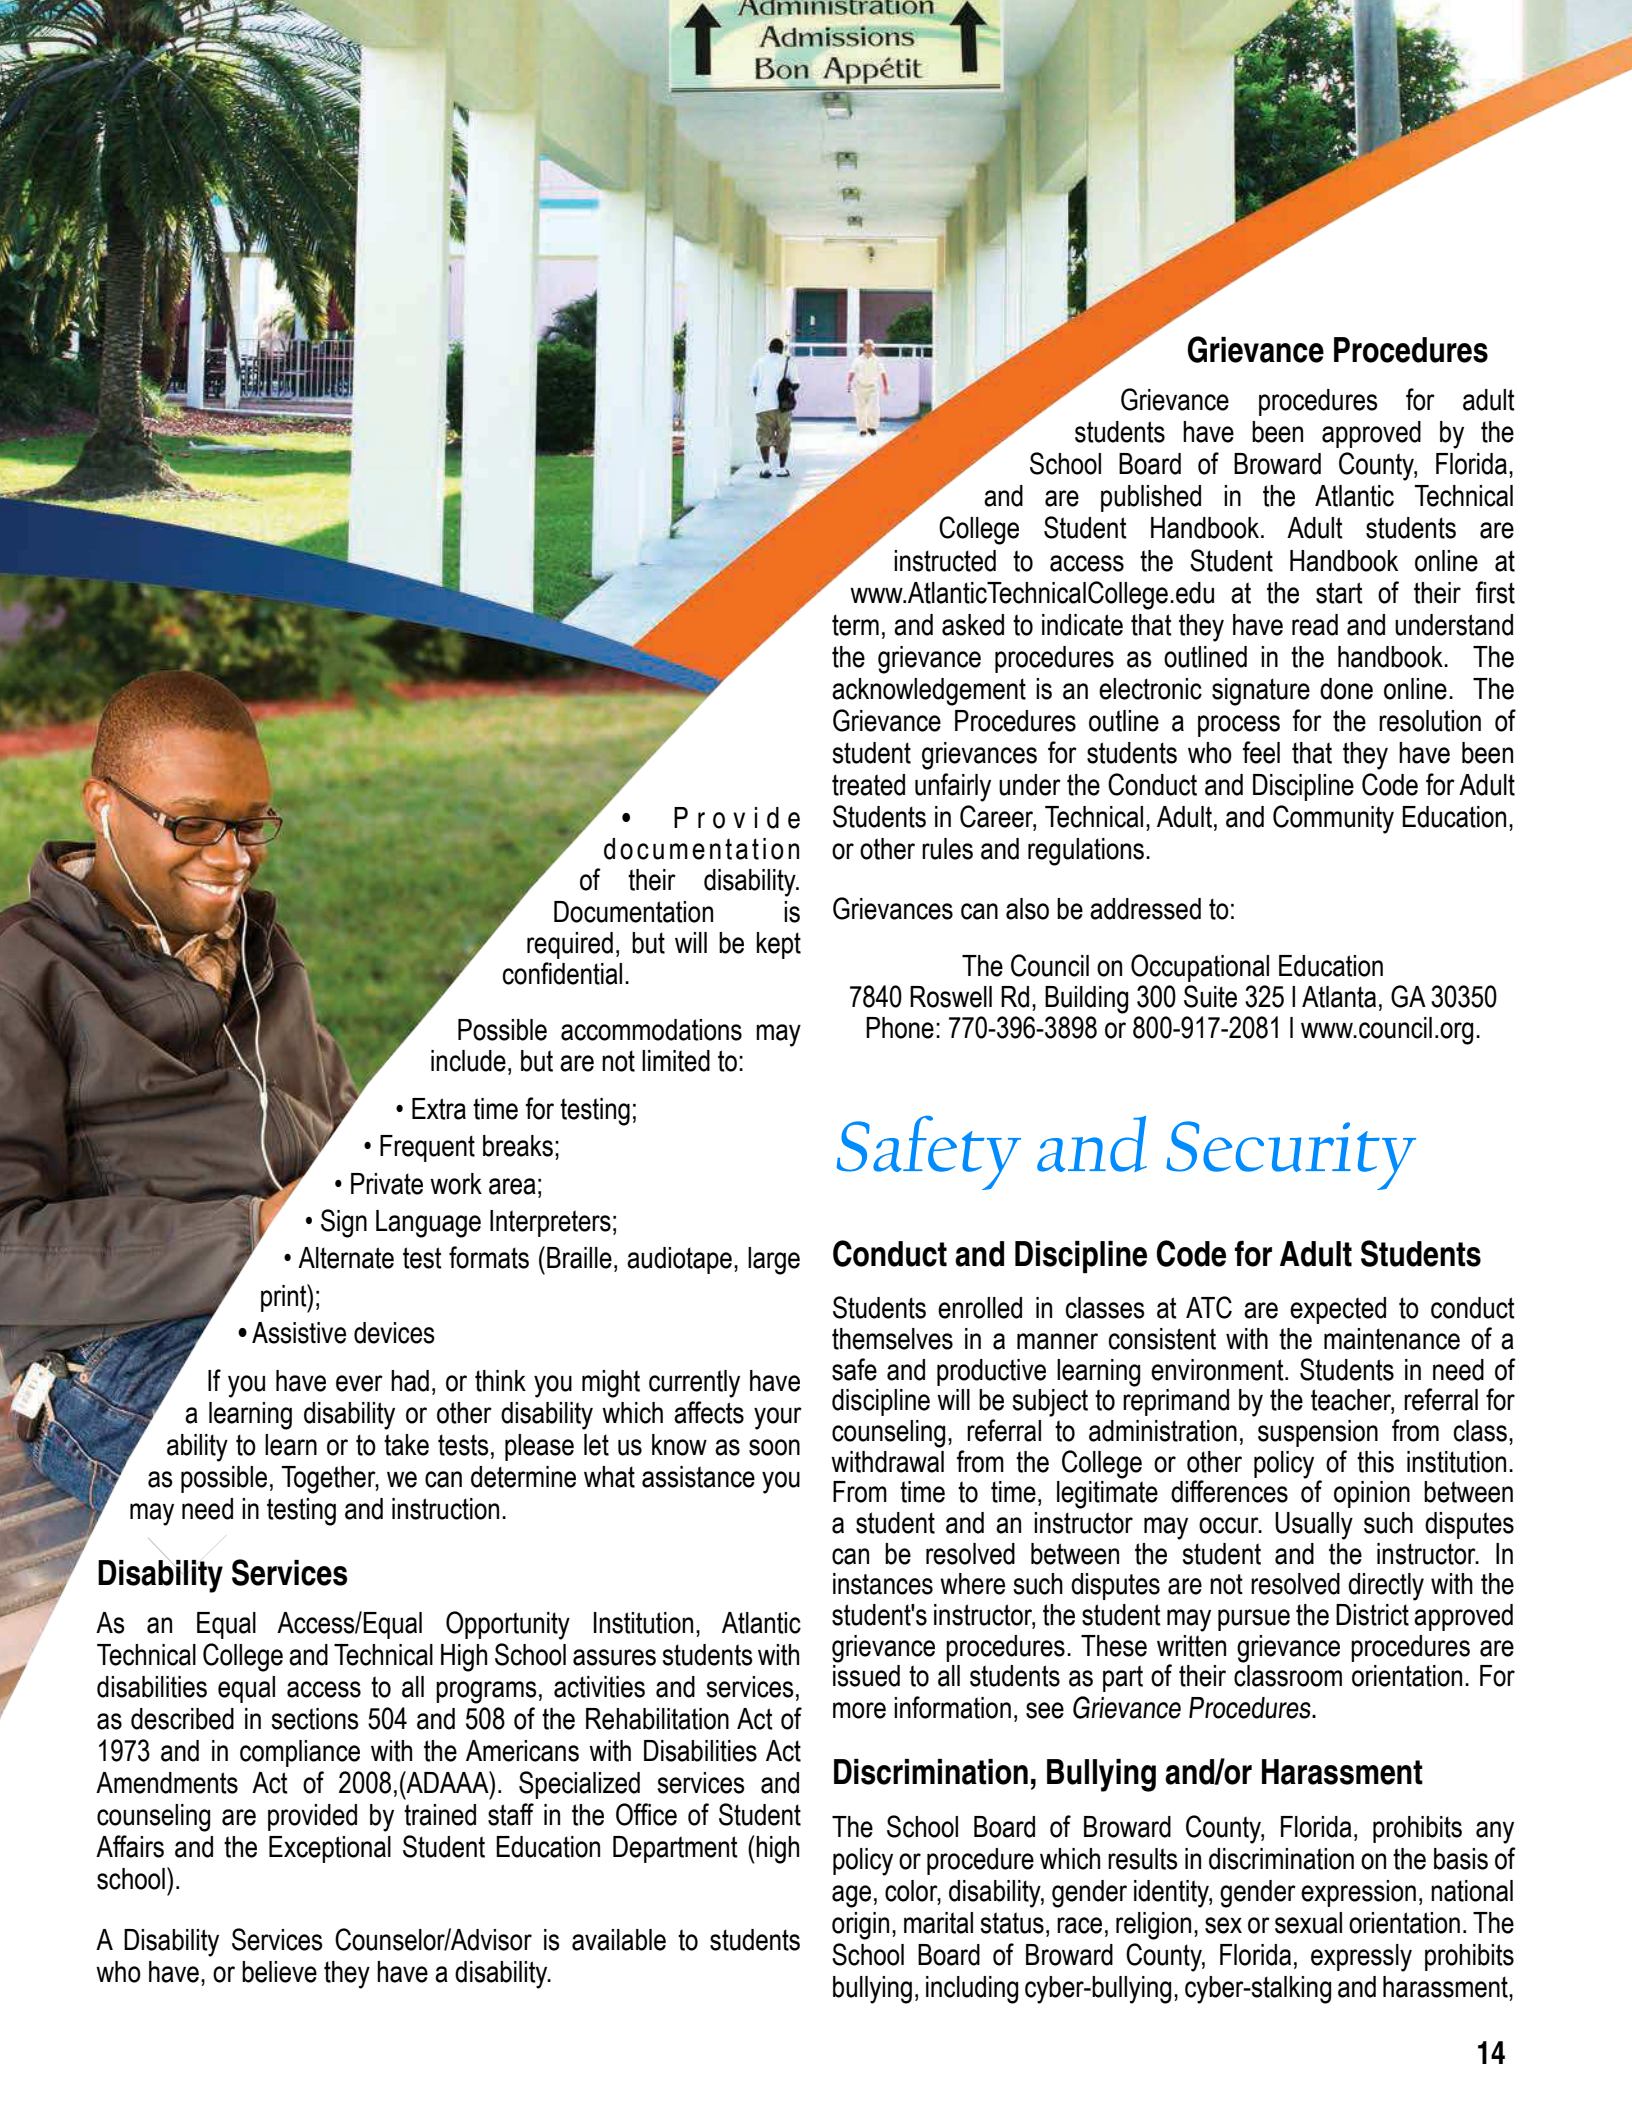 Administration
Admissions
Bon Appétit
• Provide
documentation
of their disability.
Documentation is
required, but will be kept
confidential.
Possible accommodations may
include, but are not limited to:
• Extra time for testing;
• Frequent breaks;
• Private work area;
• Sign Language Interpreters;
• Alternate test formats (Braille, audiotape, large
print);
• Assistive devices
If you have ever had, or think you might currently have
a learning disability or other disability which affects your
ability to learn or to take tests, please let us know as soon
as possible, Together, we can determine what assistance you
may need in testing and instruction.
Disability Services
As an Equal Access/Equal Opportunity Institution, Atlantic
Technical College and Technical High School assures students with
disabilities equal access to all programs, activities and services,
as described in sections 504 and 508 of the Rehabilitation Act of
1973 and in compliance with the Americans with Disabilities Act
Amendments Act of 2008,(ADAAA). Specialized services and
counseling are provided by trained staff in the Office of Student
Affairs and the Exceptional Student Education Department (high
school).
A Disability Services Counselor/Advisor is available to students
who have, or believe they have a disability.
Grievance Procedures
Grievance procedures for adult
students have been approved by the
School Board of Broward County, Florida,
and are published in the Atlantic Technical
College Student Handbook. Adult students are
instructed to access the Student Handbook online at
www.AtlanticTechnicalCollege.edu at the start of their first
term, and asked to indicate that they have read and understand
the grievance procedures as outlined in the handbook. The
acknowledgement is an electronic signature done online. The
Grievance Procedures outline a process for the resolution of
student grievances for students who feel that they have been
treated unfairly under the Conduct and Discipline Code for Adult
Students in Career, Technical, Adult, and Community Education,
or other rules and regulations.
Grievances can also be addressed to:
The Council on Occupational Education
7840 Roswell Rd, Building 300 Suite 325 l Atlanta, GA 30350
Phone: 770-396-3898 or 800-917-2081 l www.council.org.
Safety and Security
Conduct and Discipline Code for Adult Students
Students enrolled in classes at ATC are expected to conduct
themselves in a manner consistent with the maintenance of a
safe and productive learning environment. Students in need of
discipline will be subject to reprimand by the teacher, referral for
counseling, referral to administration, suspension from class,
withdrawal from the College or other policy of this institution.
From time to time, legitimate differences of opinion between
a student and an instructor may occur. Usually such disputes
can be resolved between the student and the instructor. In
instances where such disputes are not resolved directly with the
student's instructor, the student may pursue the District approved
grievance procedures. These written grievance procedures are
issued to all students as part of their classroom orientation. For
more information, see Grievance Procedures.
Discrimination, Bullying and/or Harassment
The School Board of Broward County, Florida, prohibits any
policy or procedure which results in discrimination on the basis of
age, color, disability, gender identity, gender expression, national
origin, marital status, race, religion, sex or sexual orientation. The
School Board of Broward County, Florida, expressly prohibits
bullying, including cyber-bullying, cyber-stalking and harassment,
14